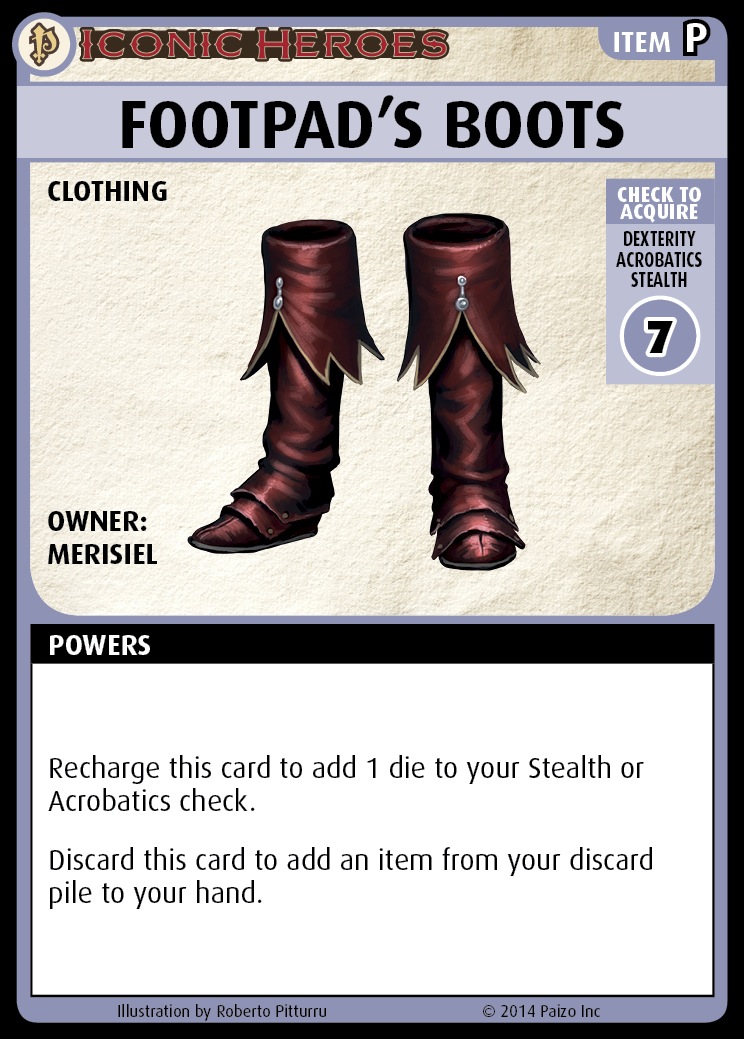 ICONIC HEROES
ITEM P
FOOTPAD'S BOOTS
CLOTHING
CHECK TO
ACQUIRE
DEXTERITY
ACROBATICS
STEALTH
7
OWNER:
MERISIEL
POWERS
Recharge this card to add 1 die to your Stealth or
Acrobatics check.
Discard this card to add an item from your discard
pile to your hand.
Illustration by Roberto Pitturru
© 2014 Paizo Inc